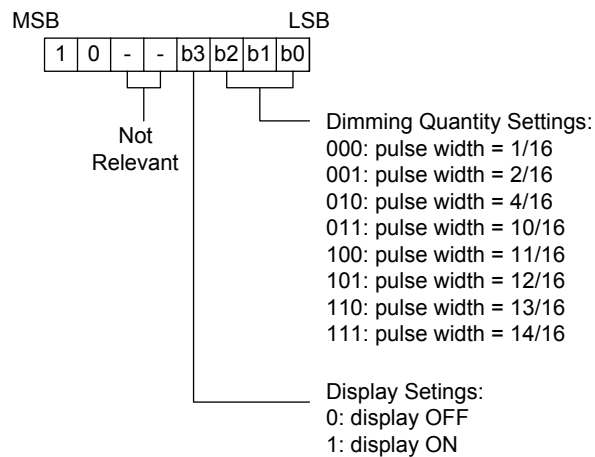 MSB LSB
1 0 - - b3 b2 b1 b0
Not
Relevant
Dimming Quantity Settings:
000: pulse width = 1/16
001: pulse width = 2/16
010: pulse width = 4/16
011: pulse width = 10/16
100: pulse width = 11/16
101: pulse width = 12/16
110: pulse width = 13/16
111: pulse width = 14/16
Display Setings:
0: display OFF
1: display ON